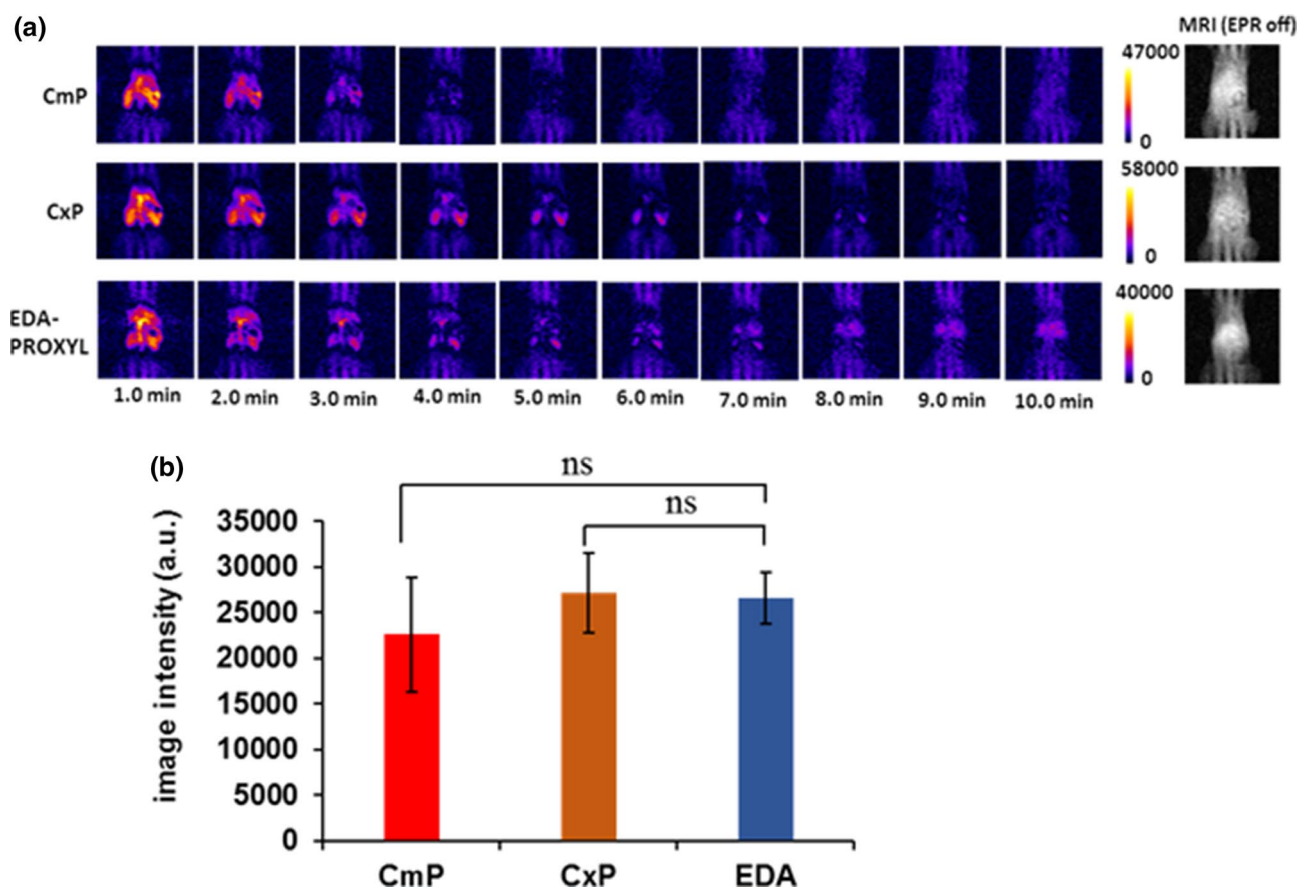 (a)
MRI (EPR off)
CmP
47000
0
CxP
58000
0
EDA-
PROXYL
40000
0
1.0 min 2.0 min 3.0 min 4.0 min 5.0 min 6.0 min 7.0 min 8.0 min 9.0 min 10.0 min
(b)
ns
ns
image intensity (a.u.)
35000
30000
25000
20000
15000
10000
5000
0
CmP CxP EDA